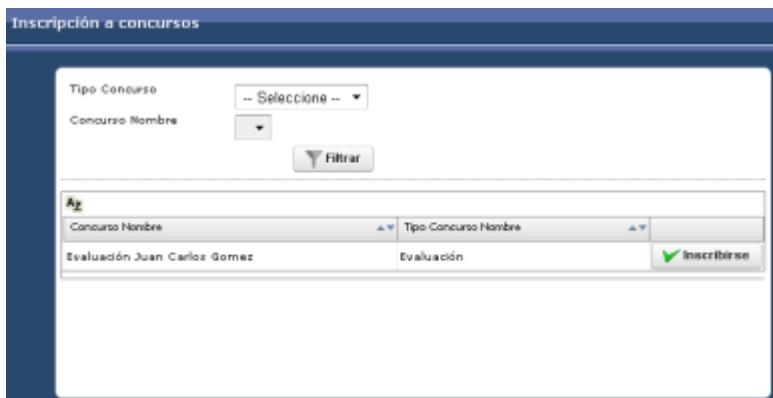 Inscripción a concursos
Tipo Concurso -- Seleccione --
Concurso Nombre
Filtrar
AZ
Concurso Nombre Tipo Concurso Nombre
Evaluación Juan Carlos Gomez Evaluación Inscribirse